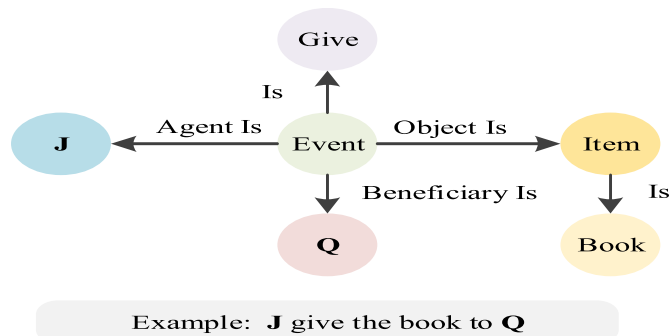 Give
Is
Agent Is
Object Is
J
Event
Item
Beneficiary Is
Is
Q
Book
Example: J give the book to Q